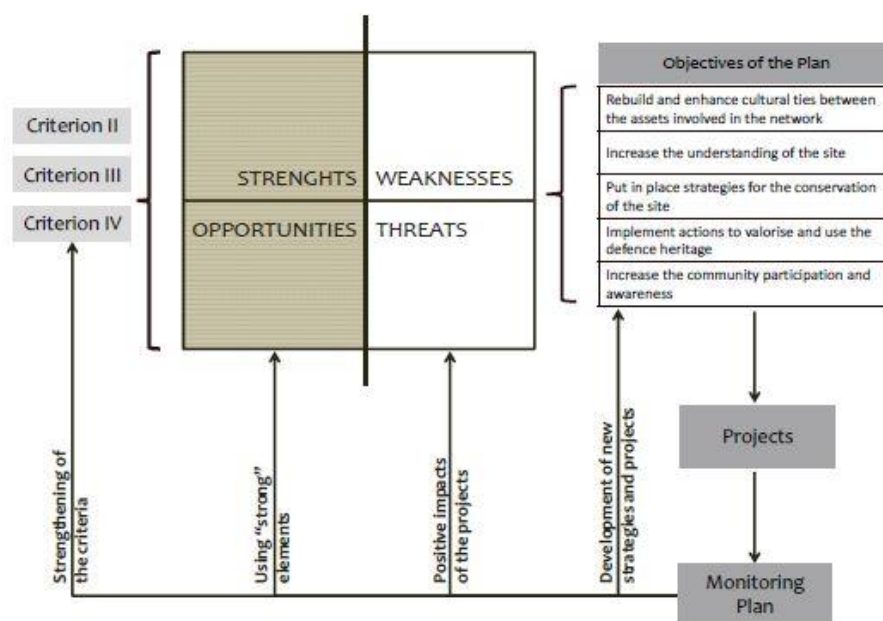 Criterion II
Criterion III
Criterion IV
STRENGHTS
WEAKNESSES
OPPORTUNITIES
THREATS
Objectives of the Plan
Rebuild and enhance cultural ties between
the assets involved in the network
Increase the understanding of the site
Put in place strategies for the conservation
of the site
Implement actions to valorise and use the
defence heritage
Increase the community participation and
awareness
Projects
Monitoring
Plan
Strengthening of
the criteria
Using “strong”
elements
Positive impacts
of the projects
Development of new
strategies and projects